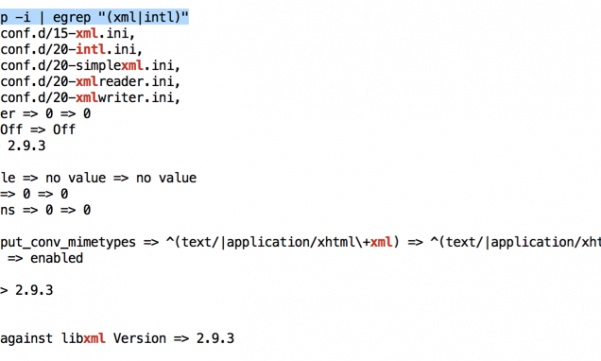 p -i | egrep "(xml|intl)"
conf.d/15-xml.ini,
conf.d/20-intl.ini,
conf.d/20-simplexml.ini,
conf.d/20-xmlreader.ini,
conf.d/20-xmlwriter.ini,
er => 0 => 0
Off => Off
2.9.3
le => no value => no value
=> 0 => 0
ns => 0 => 0
put_conv_mimetypes => ^(text/|application/xhtml\+xml) => ^(text/|application/xht
=> enabled
> 2.9.3
against libxml Version => 2.9.3